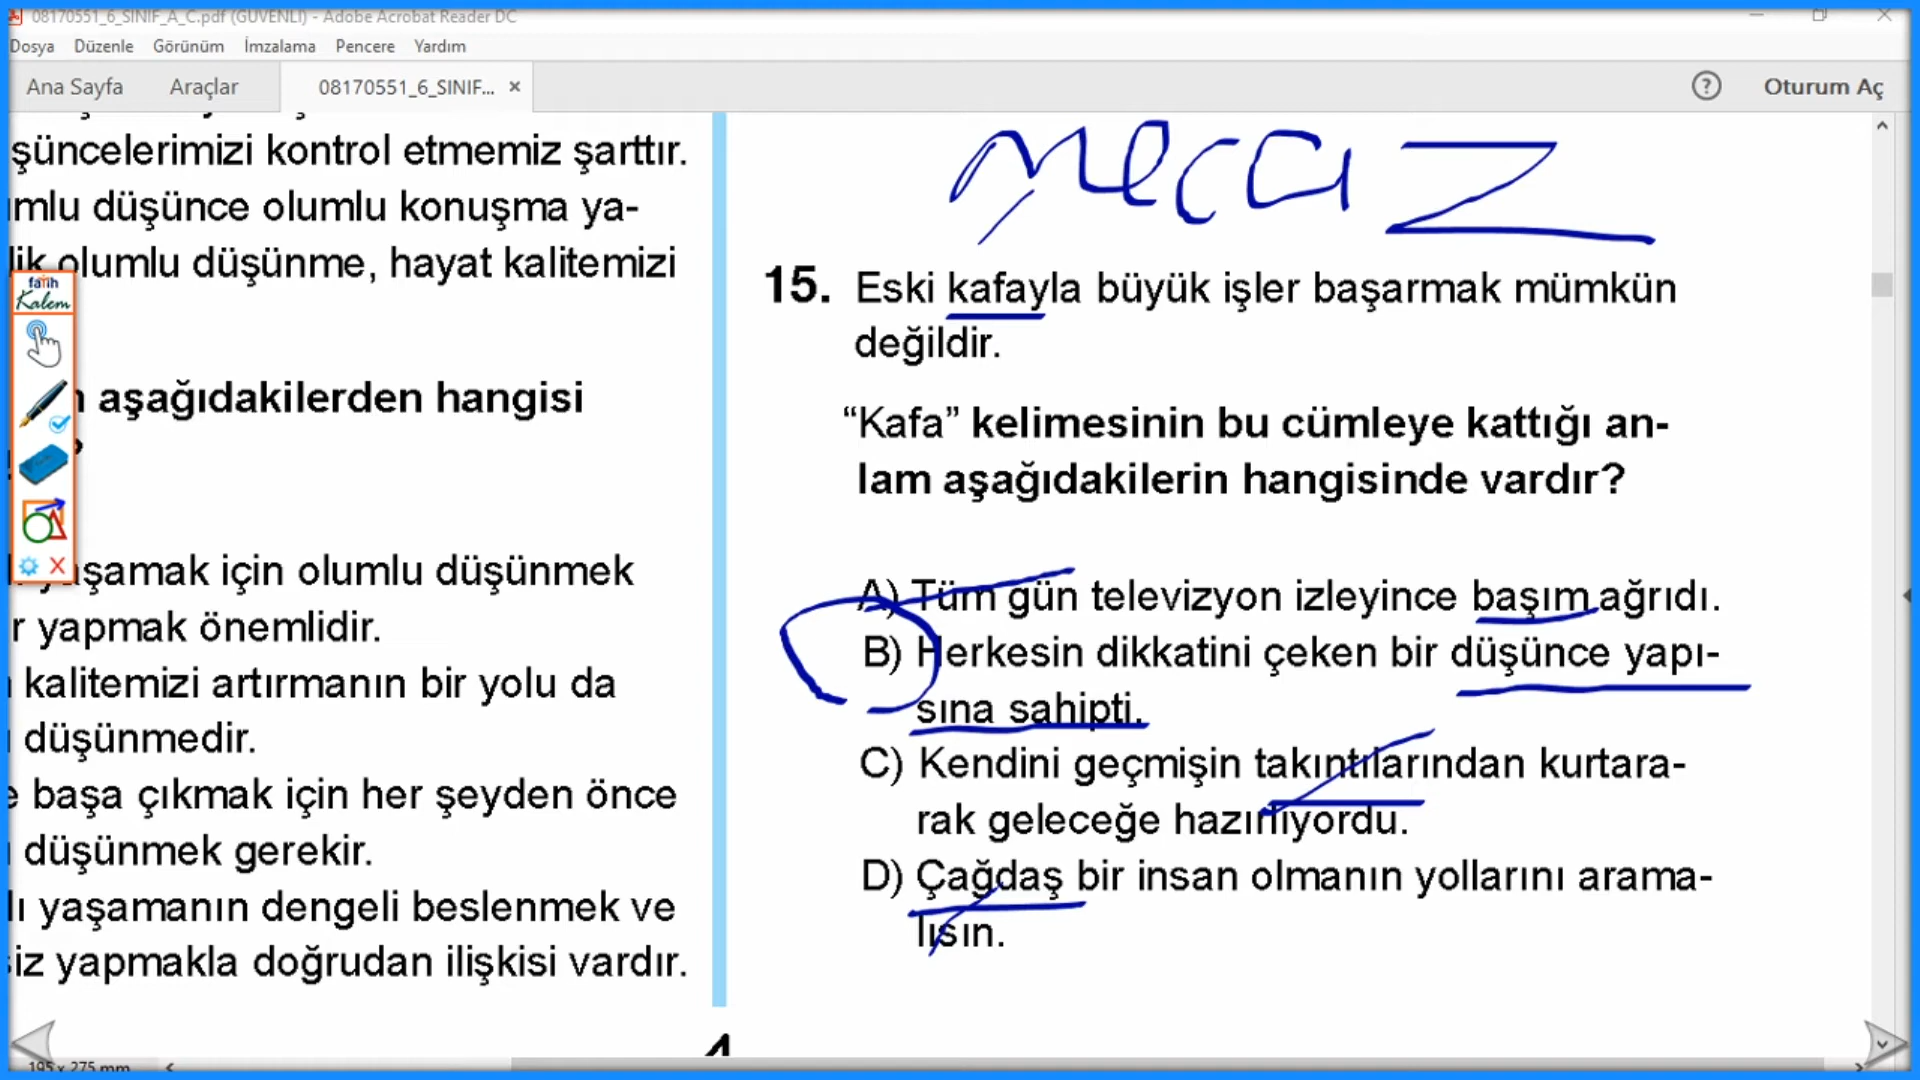 08170551_6_SINIF_A_C.pdf (GÜVENLİ) - Adobe Acrobat Reader DC
Dosya Düzenle Görünüm İmzalama Pencere Yardım
Ana Sayfa Araçlar 08170551_6_SINIF... × ? Oturum Aç
şüncelerimizi kontrol etmemiz şarttır.
mlu düşünce olumlu konuşma ya-
lik olumlu düşünme, hayat kalitemizi
fatih
Kalem
aşağıdakilerden hangisi
?
yaşamak için olumlu düşünmek
r yapmak önemlidir.
kalitemizi artırmanın bir yolu da
düşünmedir.
e başa çıkmak için her şeyden önce
düşünmek gerekir.
lı yaşamanın dengeli beslenmek ve
siz yapmakla doğrudan ilişkisi vardır.
mecaz
15. Eski kafayla büyük işler başarmak mümkün
değildir.
“Kafa” kelimesinin bu cümleye kattığı an-
lam aşağıdakilerin hangisinde vardır?
A) Tüm gün televizyon izleyince başım ağrıdı.
B) Herkesin dikkatini çeken bir düşünce yapı-
sına sahipti.
C) Kendini geçmişin takıntılarından kurtara-
rak geleceğe hazırlıyordu.
D) Çağdaş bir insan olmanın yollarını arama-
lısın.
4
195 x 275 mm